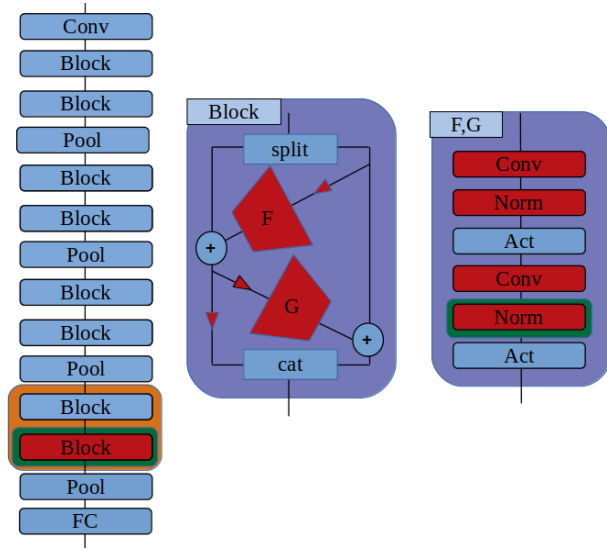 Conv
Block
Block
Pool
Block
Block
Pool
Block
Block
Pool
Block
Block
Pool
FC
Block
split
F
+
G
+
cat
F,G
Conv
Norm
Act
Conv
Norm
Act